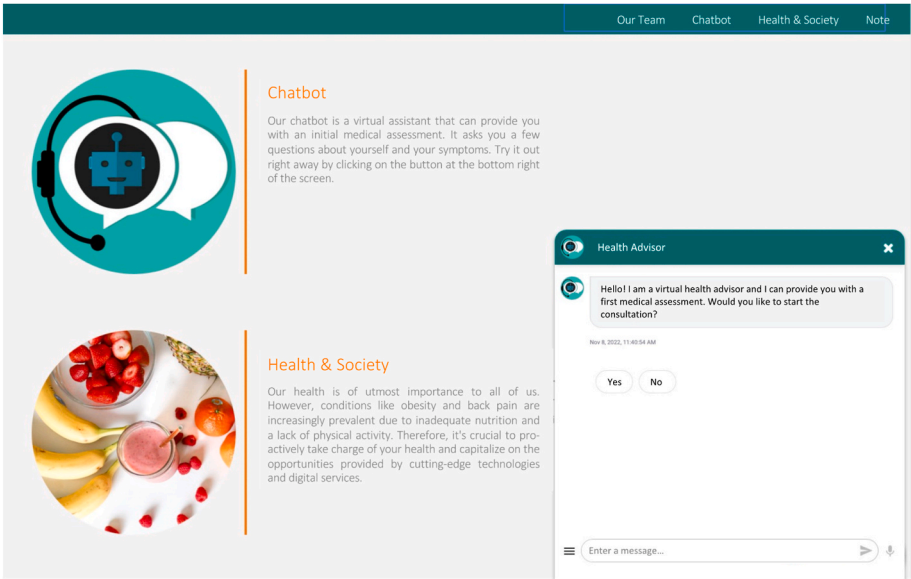 Our Team Chatbot Health & Society Note
Chatbot
Our chatbot is a virtual assistant that can provide you
with an initial medical assessment. It asks you a few
questions about yourself and your symptoms. Try it out
right away by clicking on the button at the bottom right
of the screen.
Health & Society
Our health is of utmost importance to all of us.
However, conditions like obesity and back pain are
increasingly prevalent due to inadequate nutrition and
a lack of physical activity. Therefore, it's crucial to pro-
actively take charge of your health and capitalize on the
opportunities provided by cutting-edge technologies
and digital services.
Health Advisor
Hello! I am a virtual health advisor and I can provide you with a
first medical assessment. Would you like to start the
consultation?
Nov 8, 2022, 11:40:54 AM
Yes No
Enter a message...